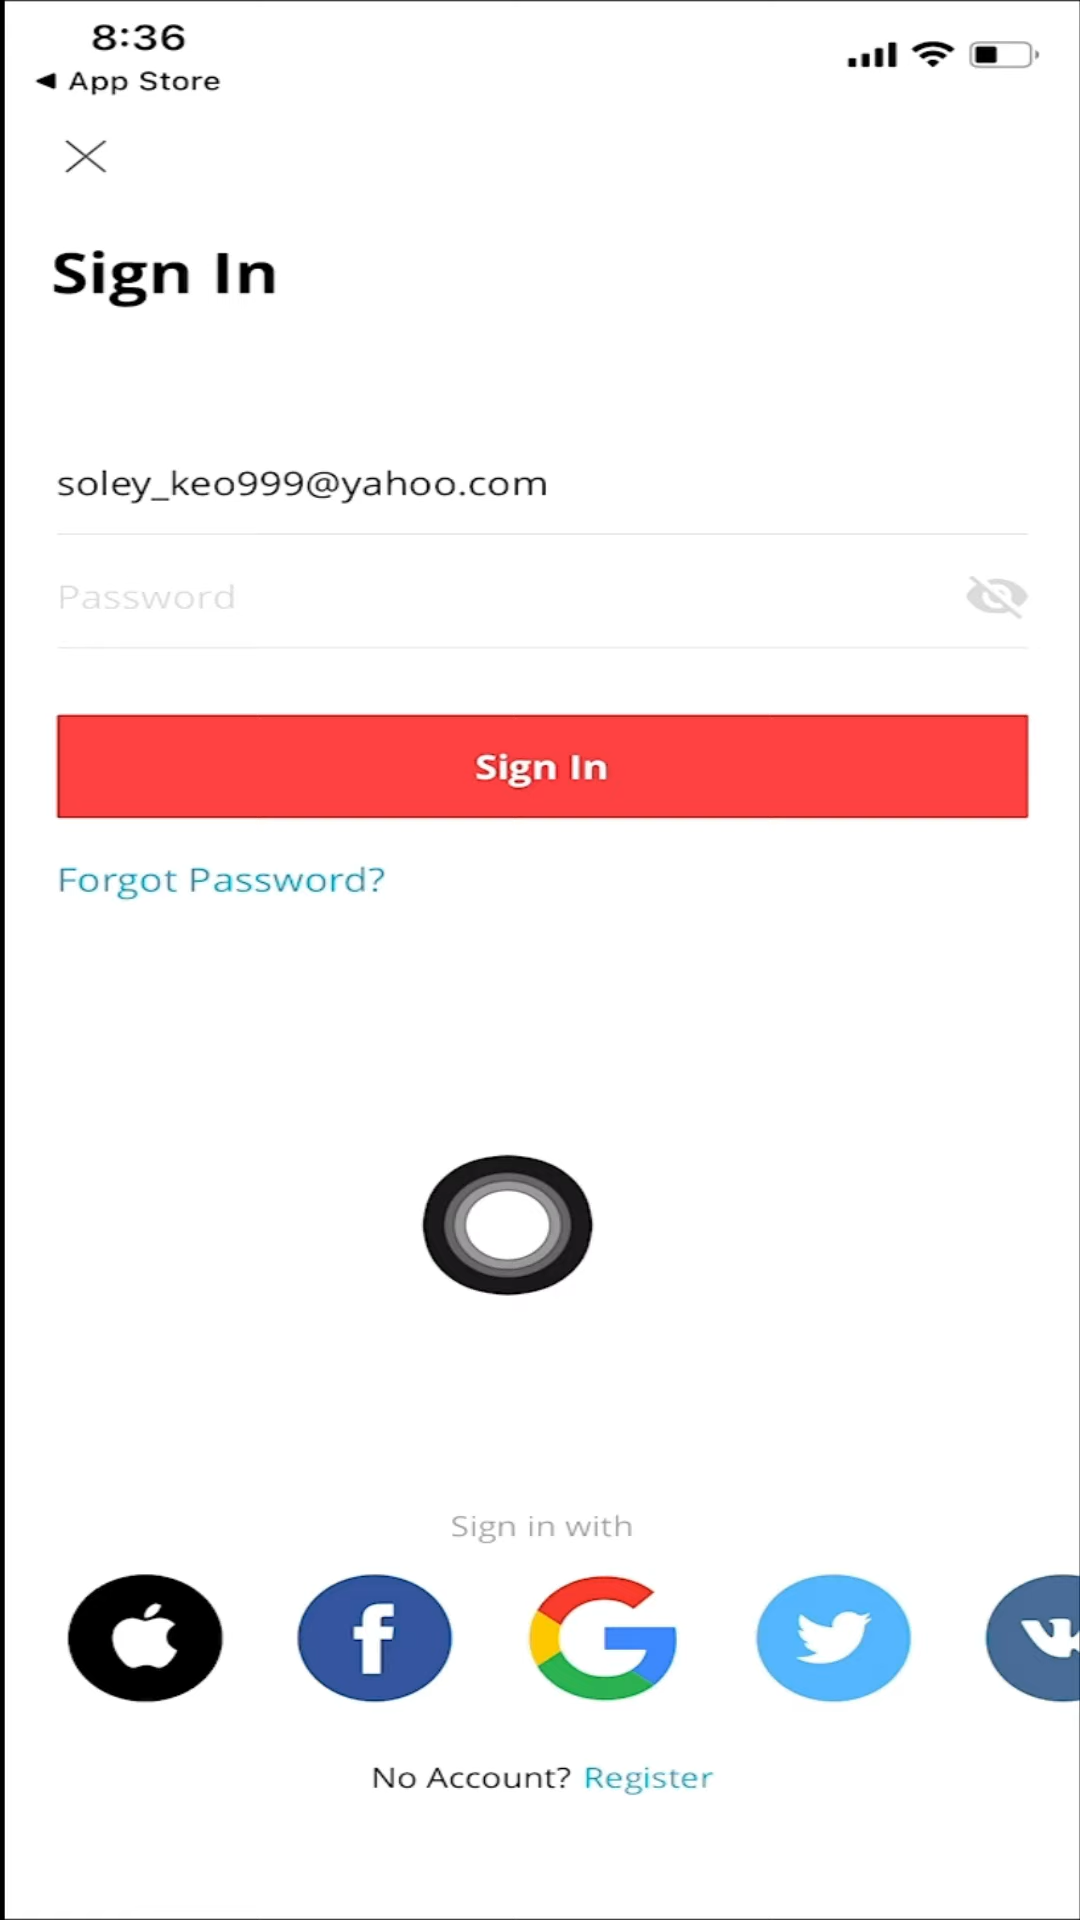 8:36
◀ App Store
Sign In
soley_keo999@yahoo.com
Password
Sign In
Forgot Password?
Sign in with
No Account? Register